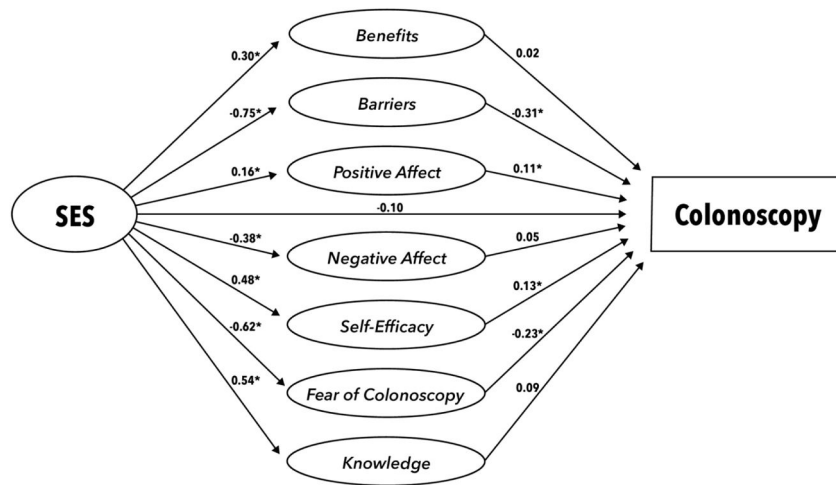 Benefits
0.30*
0.02
Barriers
-0.75*
-0.31*
Positive Affect
0.16*
0.11*
SES
-0.10
Colonoscopy
-0.38*
Negative Affect
0.05
0.48*
Self-Efficacy
0.13*
-0.62*
Fear of Colonoscopy
-0.23*
0.54*
0.09
Knowledge